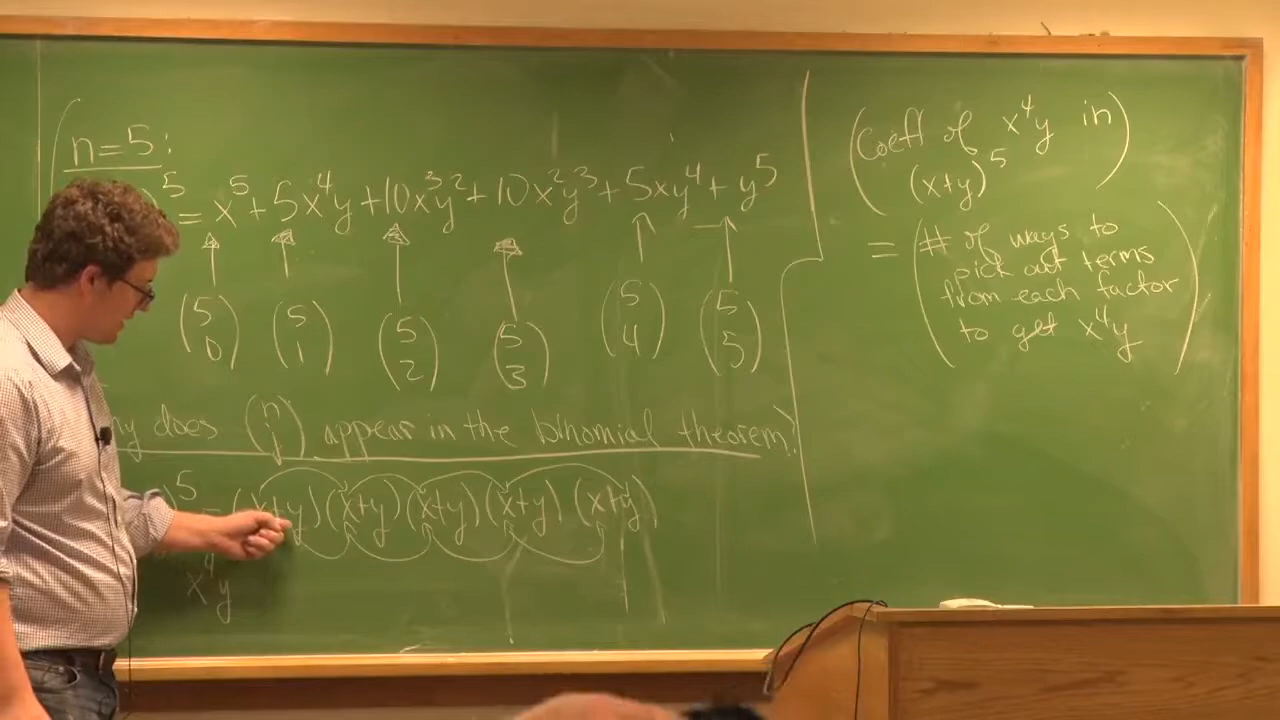 n=5:
5 = x^5 + 5x^4y + 10x^3y^2 + 10x^2y^3 + 5xy^4 + y^5
(5 0) (5 1) (5 2) (5 3) (5 4) (5 5)
hy does (n j) appear in the binomial theorem?
)^5 = (x+y)(x+y)(x+y)(x+y)(x+y)
x^4y
(Coeff of x^4y in
(x+y)^5)
= (# of ways to
pick out terms
from each factor
to get x^4y)